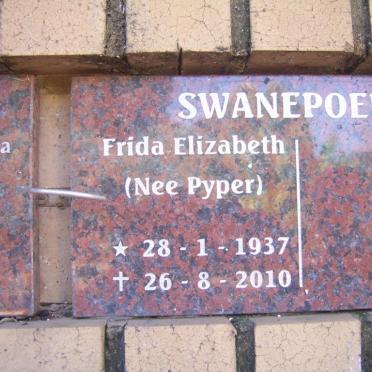 SWANEPOE
Frida Elizabeth
(Nee Pyper)
★ 28 - 1 - 1937
✝ 26 - 8 - 2010
a